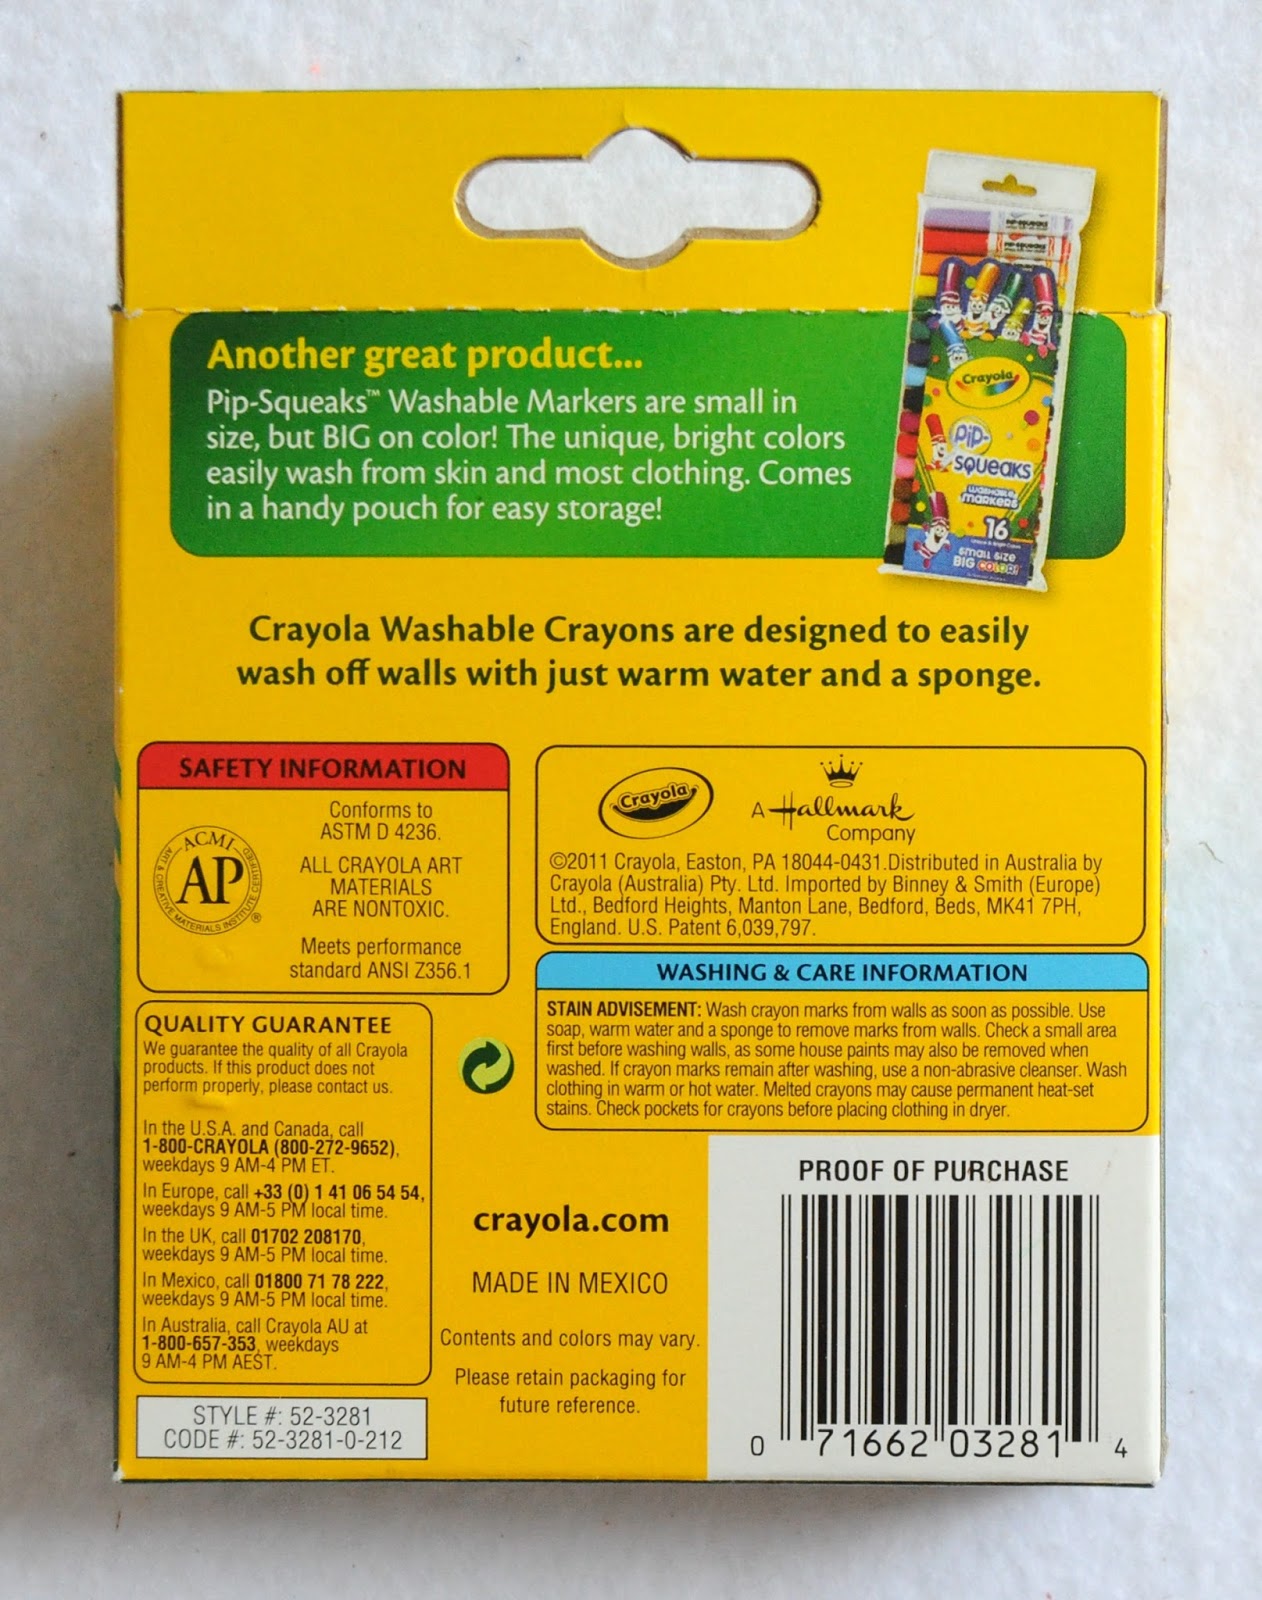 Another great product...
Pip-Squeaks™ Washable Markers are small in
size, but BIG on color! The unique, bright colors
easily wash from skin and most clothing. Comes
in a handy pouch for easy storage!
PIP-SQUEAKS
PIP-SQUEAKS
Crayola
PiP-
SQUEAKS
WASHABLE
MARKERS
16
SMALL SIZE
BIG COLOR!
Crayola Washable Crayons are designed to easily
wash off walls with just warm water and a sponge.
SAFETY INFORMATION
ACMI
AP
ART & CREATIVE MATERIALS INSTITUTE CERTIFIED
®
Conforms to
ASTM D 4236.
ALL CRAYOLA ART
MATERIALS
ARE NONTOXIC.
Meets performance
standard ANSI Z356.1
Crayola
A Hallmark
Company
©2011 Crayola, Easton, PA 18044-0431.Distributed in Australia by
Crayola (Australia) Pty. Ltd. Imported by Binney & Smith (Europe)
Ltd., Bedford Heights, Manton Lane, Bedford, Beds, MK41 7PH,
England. U.S. Patent 6,039,797.
WASHING & CARE INFORMATION
STAIN ADVISEMENT: Wash crayon marks from walls as soon as possible. Use
soap, warm water and a sponge to remove marks from walls. Check a small area
first before washing walls, as some house paints may also be removed when
washed. If crayon marks remain after washing, use a non-abrasive cleanser. Wash
clothing in warm or hot water. Melted crayons may cause permanent heat-set
stains. Check pockets for crayons before placing clothing in dryer.
QUALITY GUARANTEE
We guarantee the quality of all Crayola
products. If this product does not
perform properly, please contact us.
In the U.S.A. and Canada, call
1-800-CRAYOLA (800-272-9652),
weekdays 9 AM-4 PM ET.
In Europe, call +33 (0) 1 41 06 54 54,
weekdays 9 AM-5 PM local time.
In the UK, call 01702 208170,
weekdays 9 AM-5 PM local time.
In Mexico, call 01800 71 78 222,
weekdays 9 AM-5 PM local time.
In Australia, call Crayola AU at
1-800-657-353, weekdays
9 AM-4 PM AEST.
STYLE #: 52-3281
CODE #: 52-3281-0-212
crayola.com
MADE IN MEXICO
Contents and colors may vary.
Please retain packaging for
future reference.
PROOF OF PURCHASE
0 71662 03281 4